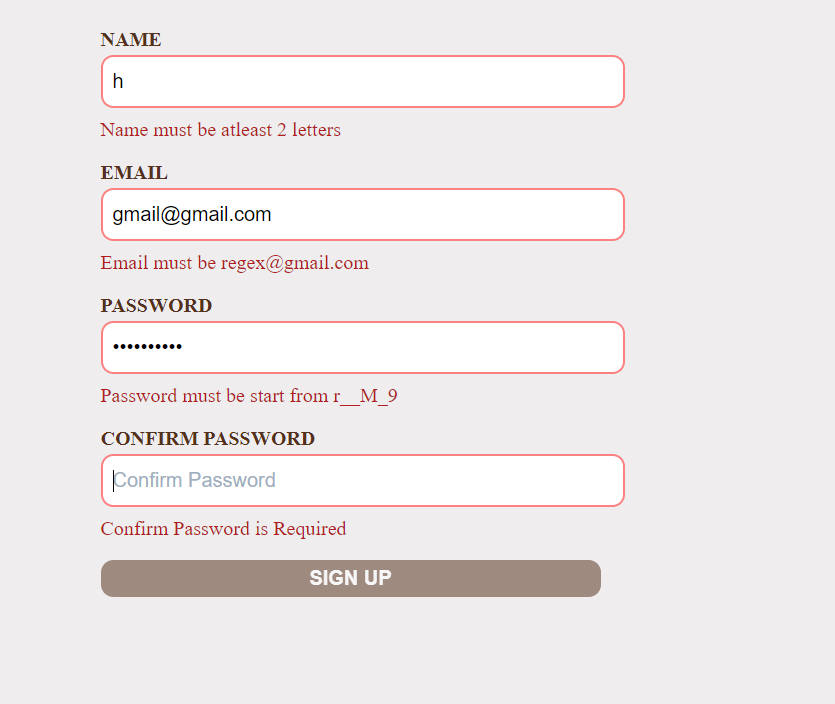 NAME
h
Name must be atleast 2 letters
EMAIL
gmail@gmail.com
Email must be regex@gmail.com
PASSWORD
••••••••••
Password must be start from r__M_9
CONFIRM PASSWORD
Confirm Password
Confirm Password is Required
SIGN UP